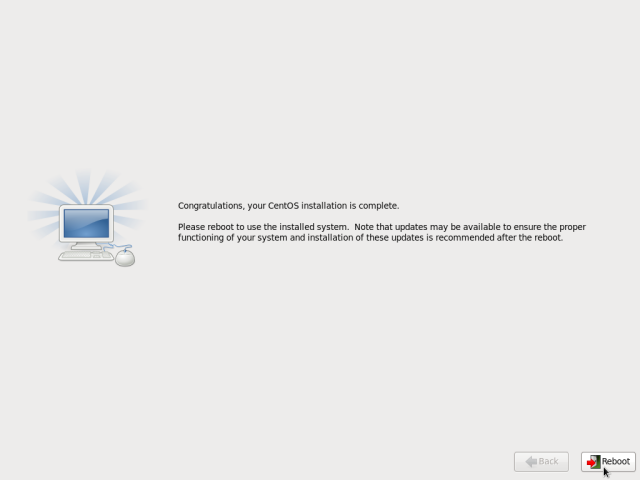 Congratulations, your CentOS installation is complete.
Please reboot to use the installed system.  Note that updates may be available to ensure the proper
functioning of your system and installation of these updates is recommended after the reboot.
Back
Reboot